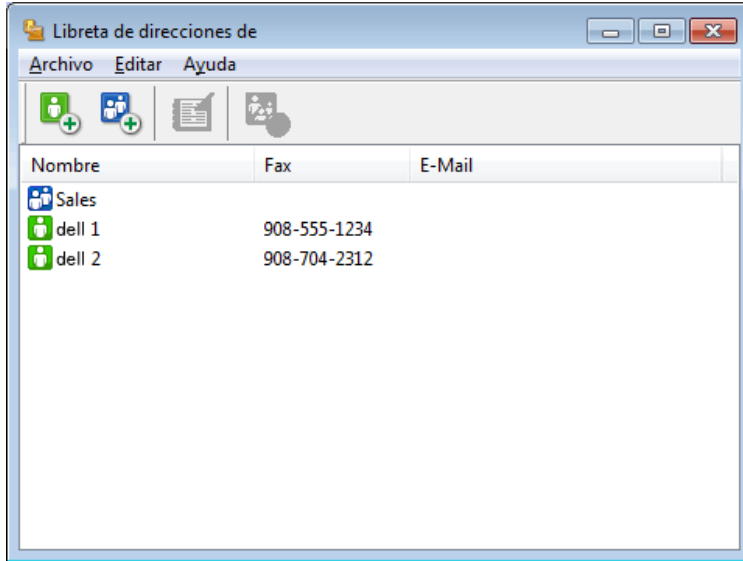 Libreta de direcciones de
Archivo Editar Ayuda
Nombre Fax E-Mail
Sales
dell 1 908-555-1234
dell 2 908-704-2312